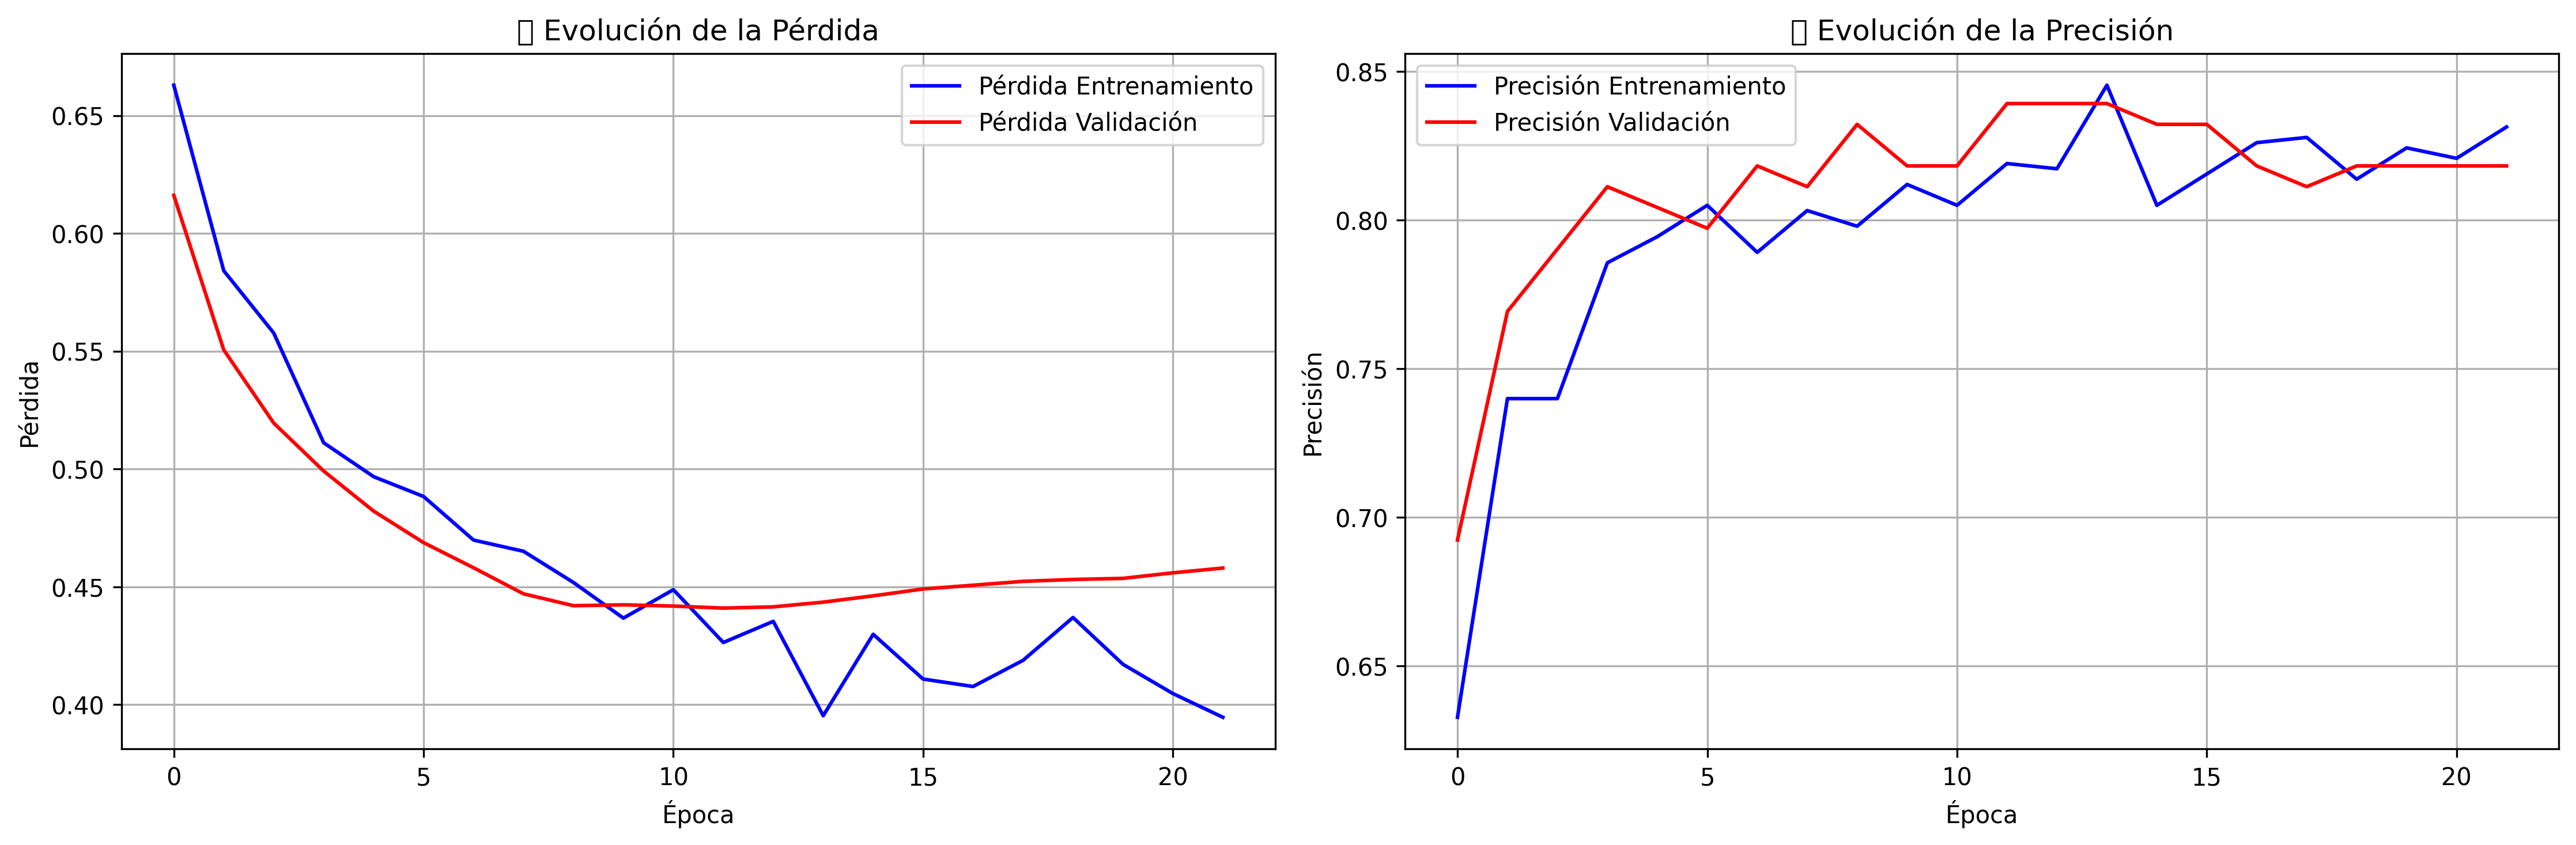 Evolución de la Pérdida
Pérdida Entrenamiento
Pérdida Validación
0.65
0.60
0.55
0.50
0.45
0.40
Pérdida
0
5
10
15
20
Época
Evolución de la Precisión
Precisión Entrenamiento
Precisión Validación
0.85
0.80
0.75
0.70
0.65
Precisión
0
5
10
15
20
Época